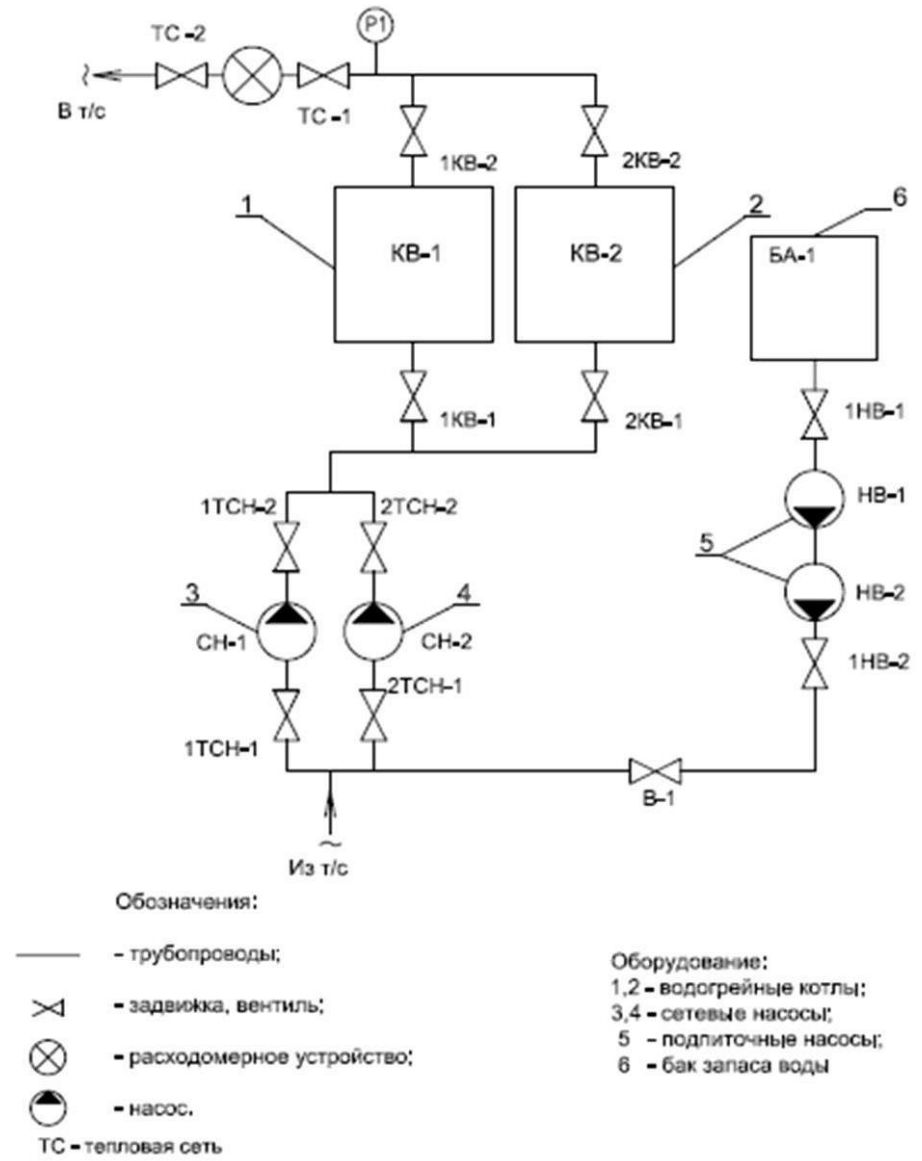 P1
ТС-2
В т/с
ТС-1
1КВ-2
2КВ-2
1
2
6
КВ-1
КВ-2
БА-1
1КВ-1
2КВ-1
1НВ-1
1ТСН-2
2ТСН-2
НВ-1
5
3
4
НВ-2
СН-1
СН-2
1НВ-2
2ТСН-1
1ТСН-1
В-1
Из т/с
Обозначения:
- трубопроводы;
- задвижка, вентиль;
- расходомерное устройство;
- насос.
ТС - тепловая сеть
Оборудование:
1,2 - водогрейные котлы;
3,4 - сетевые насосы;
5 - подпиточные насосы;
6 - бак запаса воды